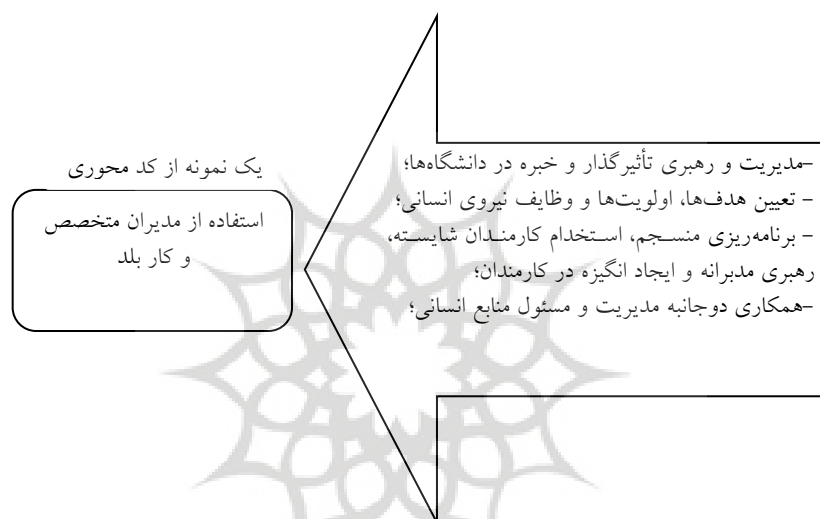 یک نمونه از کد محوری
استفاده از مدیران متخصص
و کار بلد
-مدیریت و رهبری تأثیرگذار و خبره در دانشگاه‌ها؛
- تعیین هدف‌ها، اولویت‌ها و وظایف نیروی انسانی؛
- برنامه‌ریزی منسجم، استخدام کارمندان شایسته،
رهبری مدبرانه و ایجاد انگیزه در کارمندان؛
-همکاری دوجانبه مدیریت و مسئول منابع انسانی؛